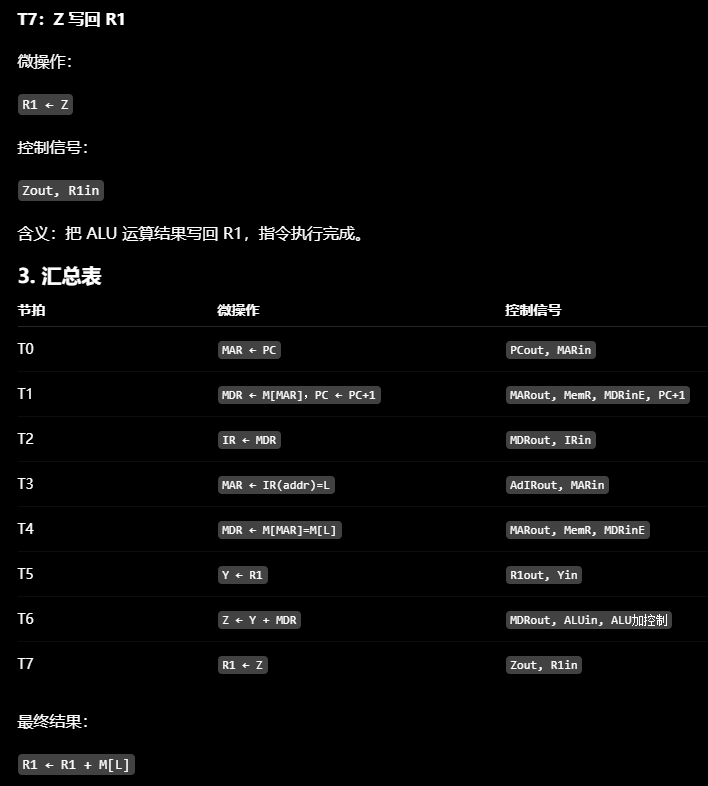 T7：Z 写回 R1
微操作：
R1 ← Z
控制信号：
Zout, R1in
含义：把 ALU 运算结果写回 R1，指令执行完成。
3. 汇总表
节拍 微操作 控制信号
T0 MAR ← PC PCout, MARin
T1 MDR ← M[MAR]，PC ← PC+1 MARout, MemR, MDRinE, PC+1
T2 IR ← MDR MDRout, IRin
T3 MAR ← IR(addr)=L AdIRout, MARin
T4 MDR ← M[MAR]=M[L] MARout, MemR, MDRinE
T5 Y ← R1 R1out, Yin
T6 Z ← Y + MDR MDRout, ALUin, ALU加控制
T7 R1 ← Z Zout, R1in
最终结果：
R1 ← R1 + M[L]